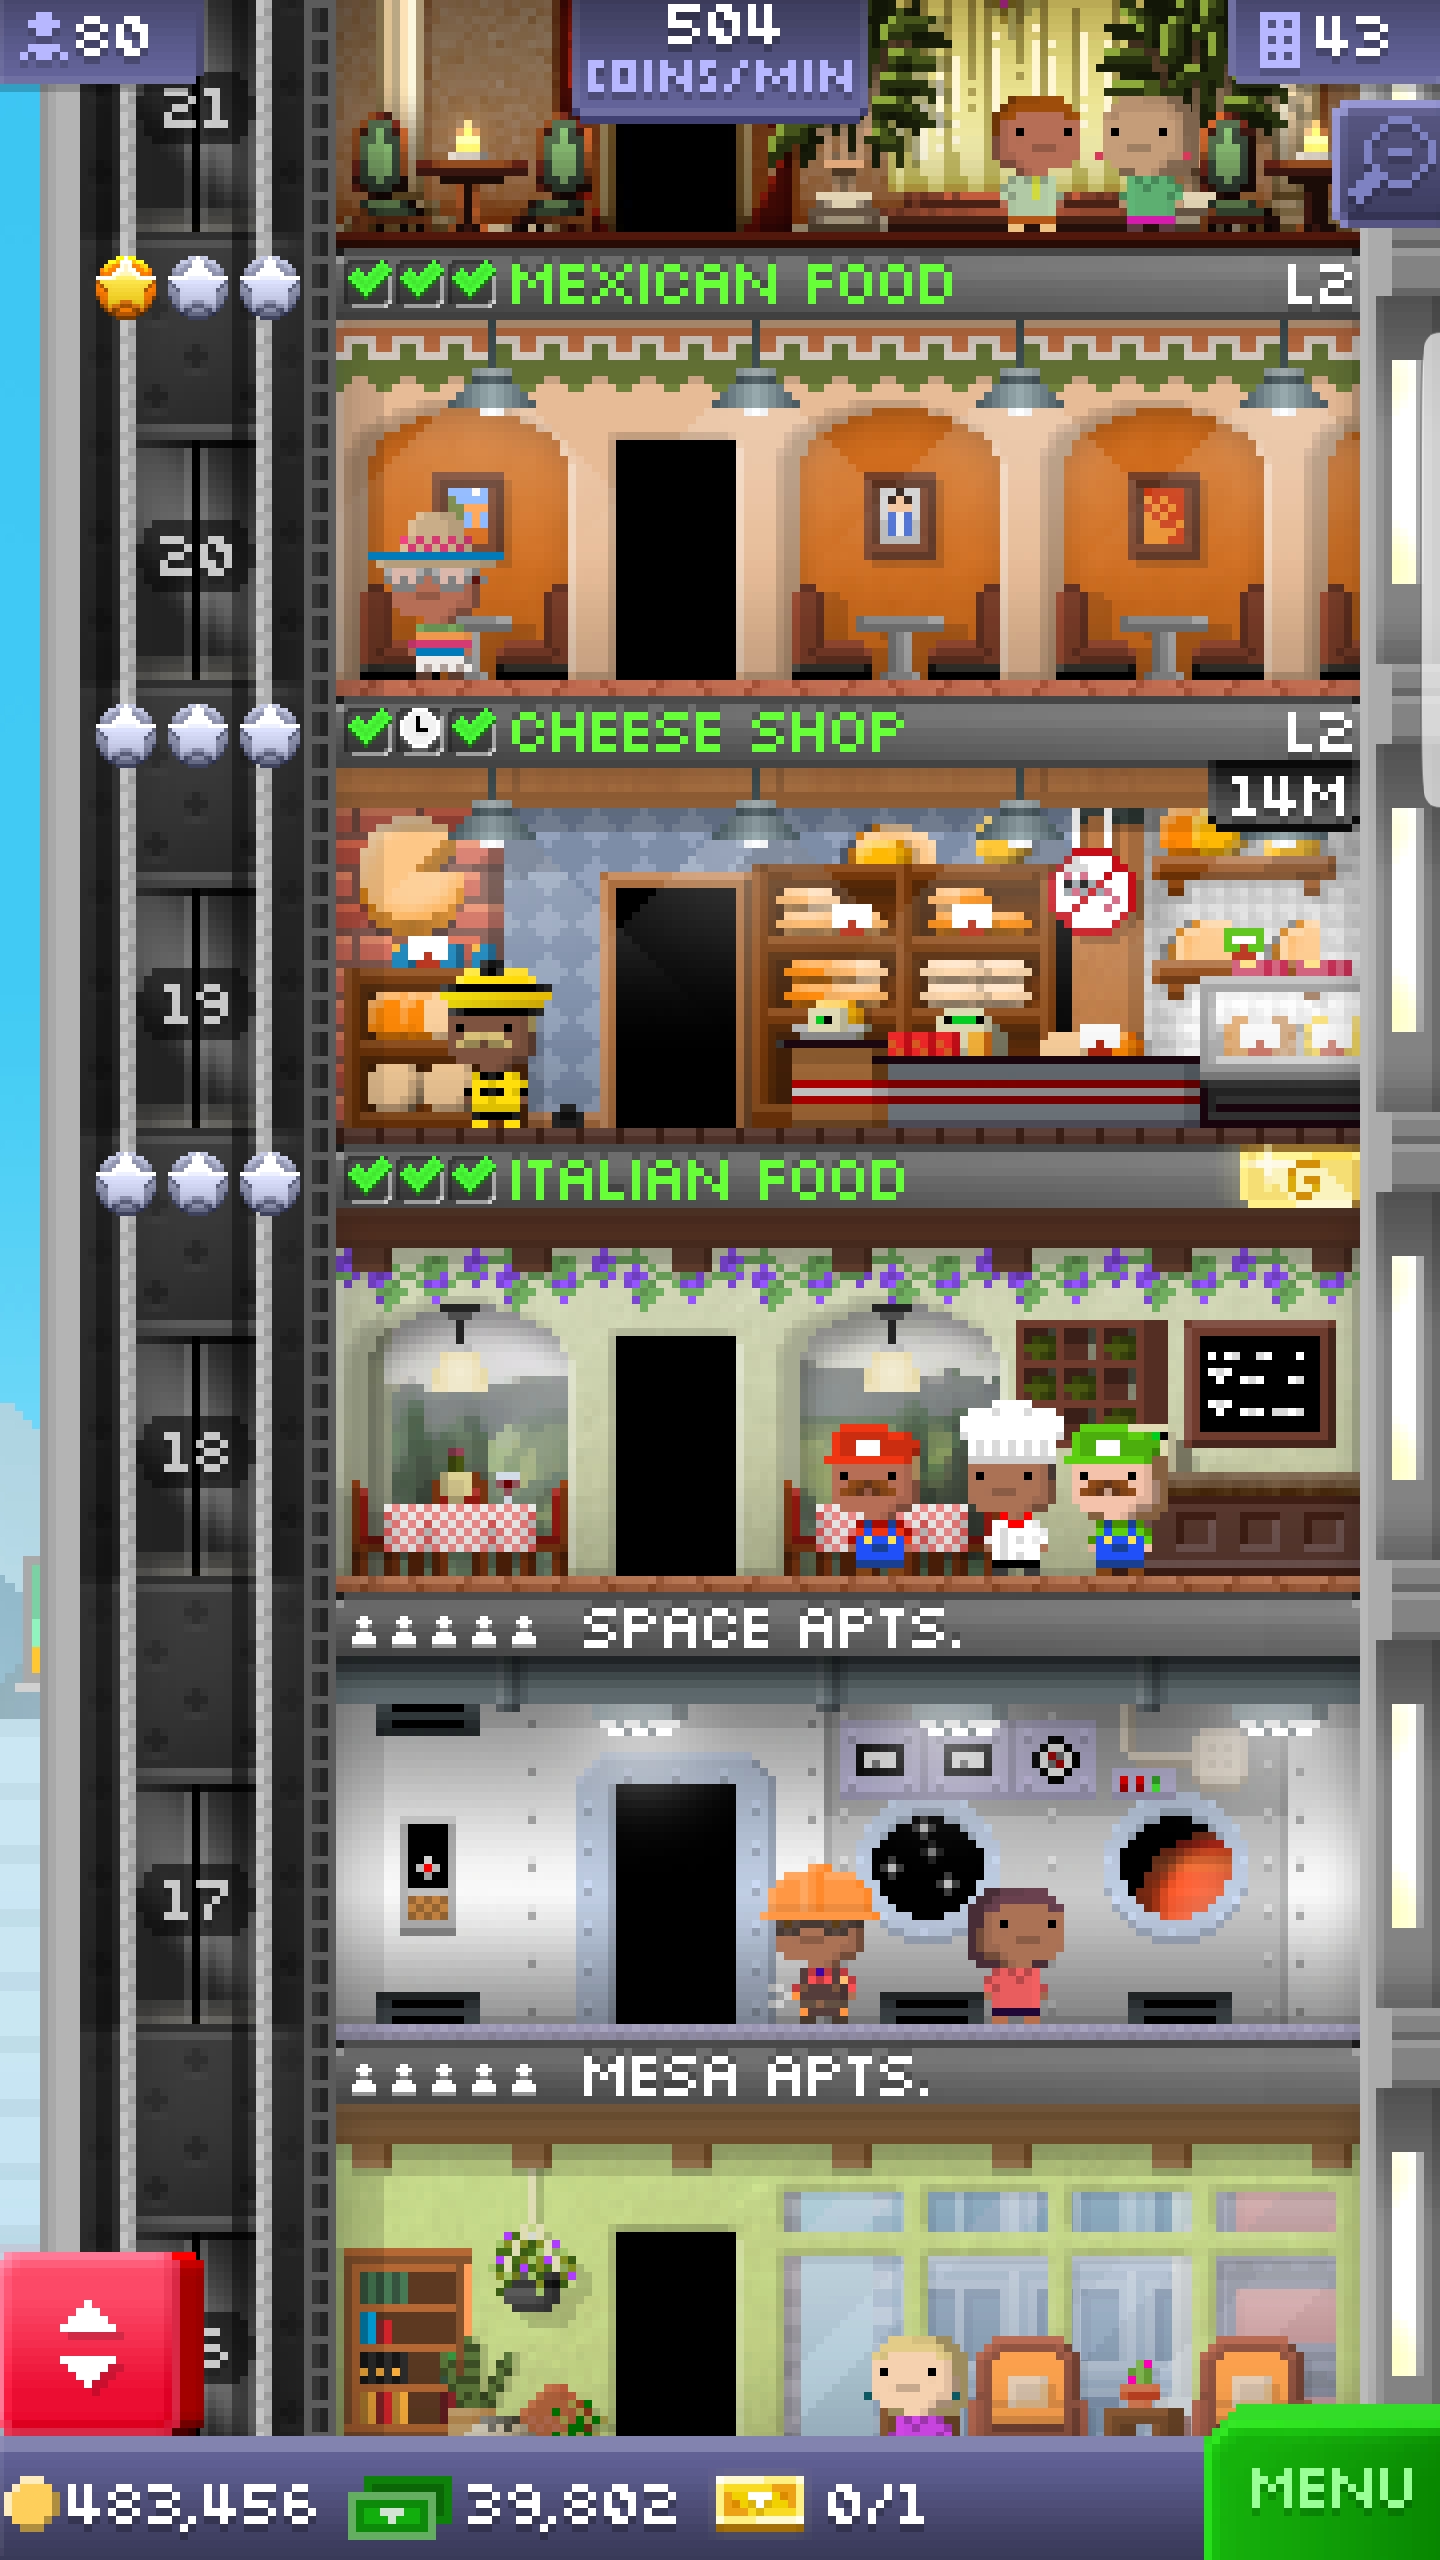 80
504
COINS/MIN
43
21
MEXICAN FOOD
L2
20
CHEESE SHOP
L2
14M
19
ITALIAN FOOD
G
18
SPACE APTS.
17
MESA APTS.
483,456
39,802
0/1
MENU